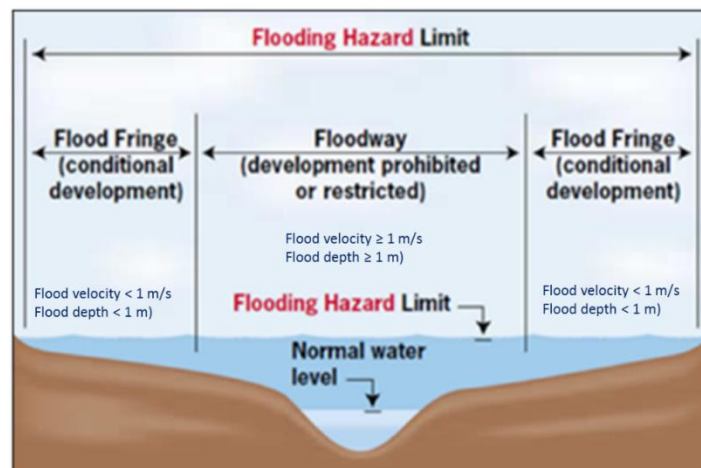 Flooding Hazard Limit
Flood Fringe
(conditional
development)
Floodway
(development prohibited
or restricted)
Flood Fringe
(conditional
development)
Flood velocity ≥ 1 m/s
Flood depth ≥ 1 m)
Flood velocity < 1 m/s
Flood depth < 1 m)
Flood velocity < 1 m/s
Flood depth < 1 m)
Flooding Hazard Limit
Normal water
level